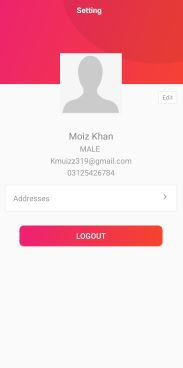 Setting
Edit
Moiz Khan
MALE
Kmuizz319@gmail.com
03125426784
Addresses
LOGOUT